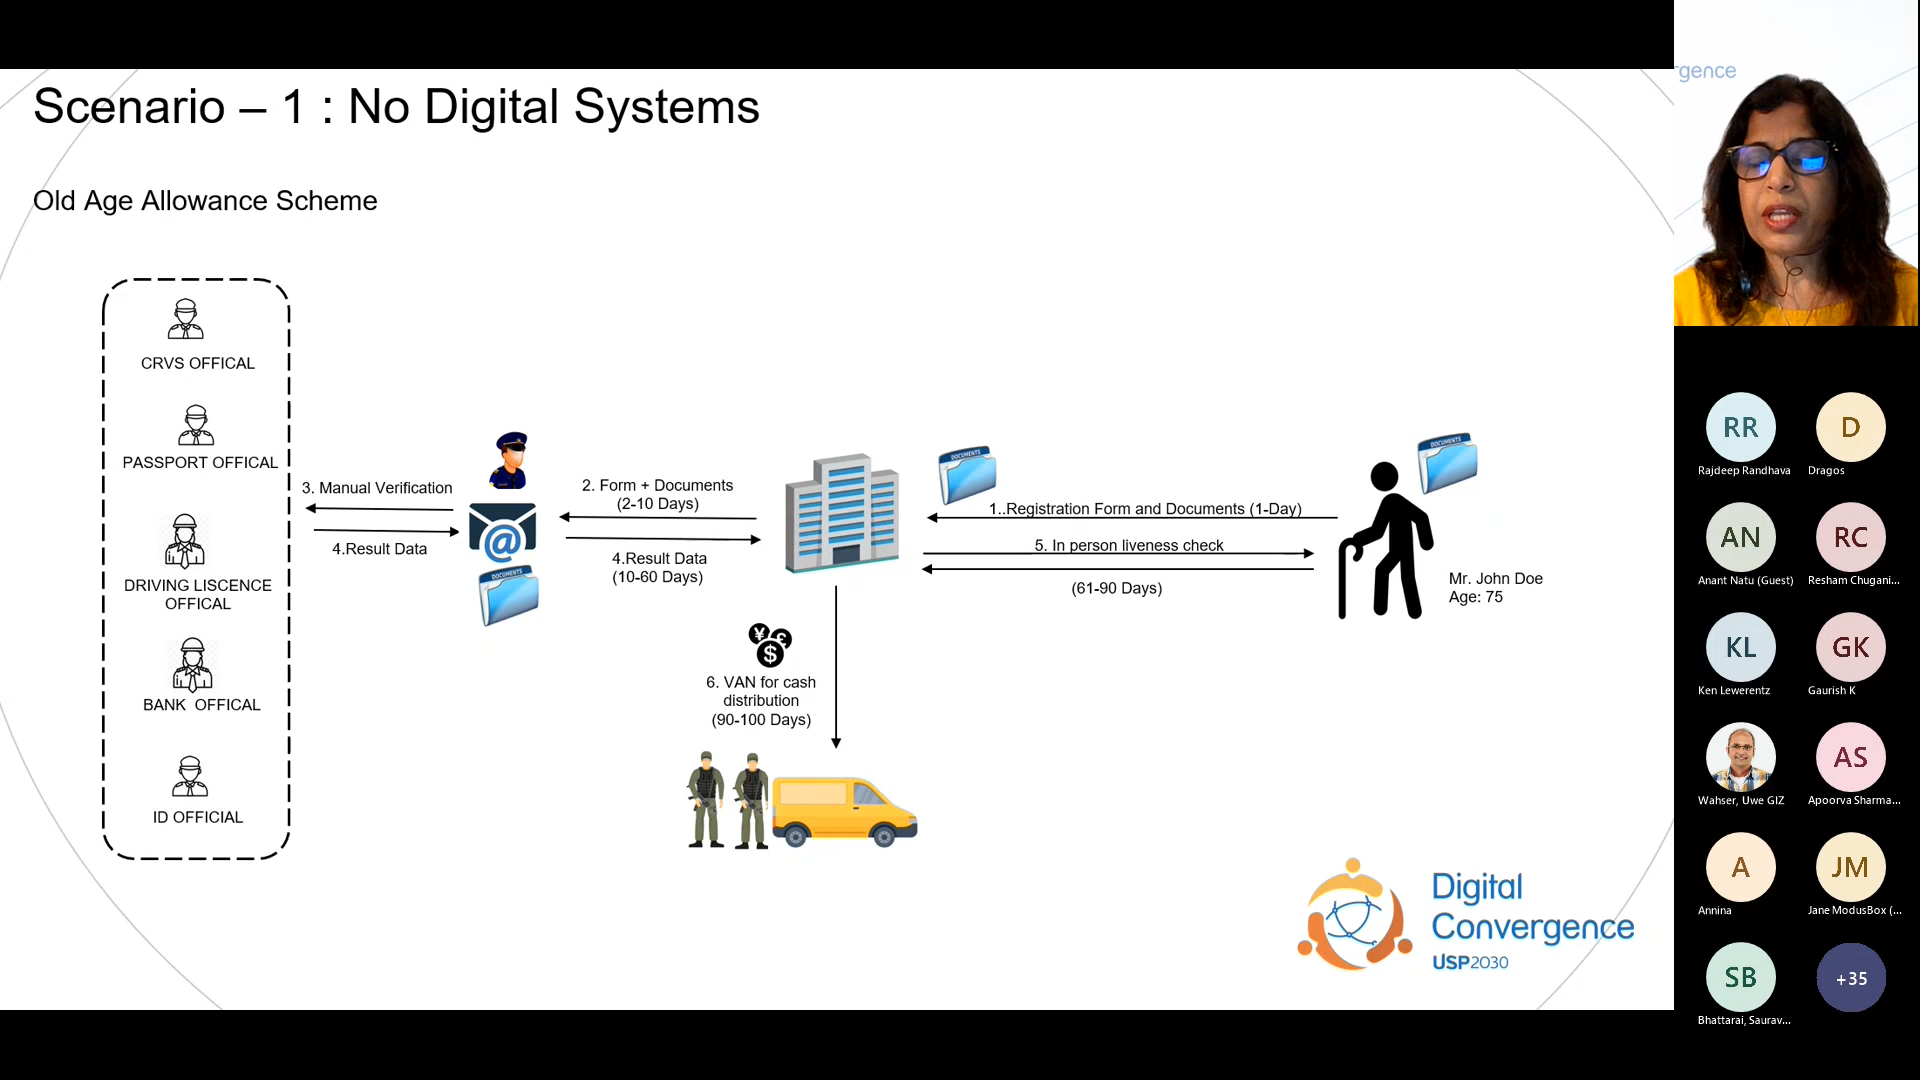 Scenario – 1 : No Digital Systems
Old Age Allowance Scheme
CRVS OFFICAL
PASSPORT OFFICAL
DRIVING LISCENCE
OFFICAL
BANK OFFICAL
ID OFFICIAL
3. Manual Verification
4.Result Data
DOCUMENTS
2. Form + Documents
(2-10 Days)
4.Result Data
(10-60 Days)
DOCUMENTS
1..Registration Form and Documents (1-Day)
5. In person liveness check
(61-90 Days)
DOCUMENTS
Mr. John Doe
Age: 75
6. VAN for cash
distribution
(90-100 Days)
Digital
Convergence
USP2030
rgence
RR
Rajdeep Randhava
D
Dragos
AN
Anant Natu (Guest)
RC
Resham Chugani...
KL
Ken Lewerentz
GK
Gaurish K
Wahser, Uwe GIZ
AS
Apoorva Sharma...
A
Annina
JM
Jane ModusBox (...
SB
Bhattarai, Saurav...
+35